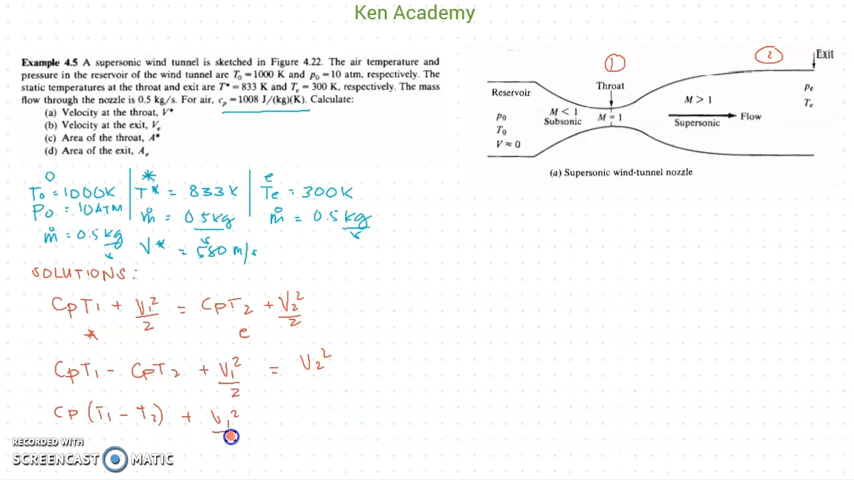 Ken Academy
Example 4.5 A supersonic wind tunnel is sketched in Figure 4.22. The air temperature and
pressure in the reservoir of the wind tunnel are T₀ = 1000 K and p₀ = 10 atm, respectively. The
static temperatures at the throat and exit are T* = 833 K and Tₑ = 300 K, respectively. The mass
flow through the nozzle is 0.5 kg/s. For air, cₚ = 1008 J/(kg)(K). Calculate:
(a) Velocity at the throat, V*
(b) Velocity at the exit, Vₑ
(c) Area of the throat, A*
(d) Area of the exit, Aₑ
1
2
Exit
Reservoir
Throat
pₑ
Tₑ
M > 1
M < 1
Subsonic
M = 1
Supersonic
Flow
p₀
T₀
V ≈ 0
(a) Supersonic wind-tunnel nozzle
0 * e
T₀ = 1000K T* = 833K Te = 300K
P₀ = 10ATM ṁ = 0.5kg/s ṁ = 0.5kg/s
ṁ = 0.5kg/s V* = 580 m/s
SOLUTIONS:
CpT₁ + V₁²/2 = CpT₂ + V₂²/2
* e
CpT₁ - CpT₂ + V₁²/2 = V₂²
Cp(T₁ - T₂) + V₁²
RECORDED WITH
SCREENCAST MATIC